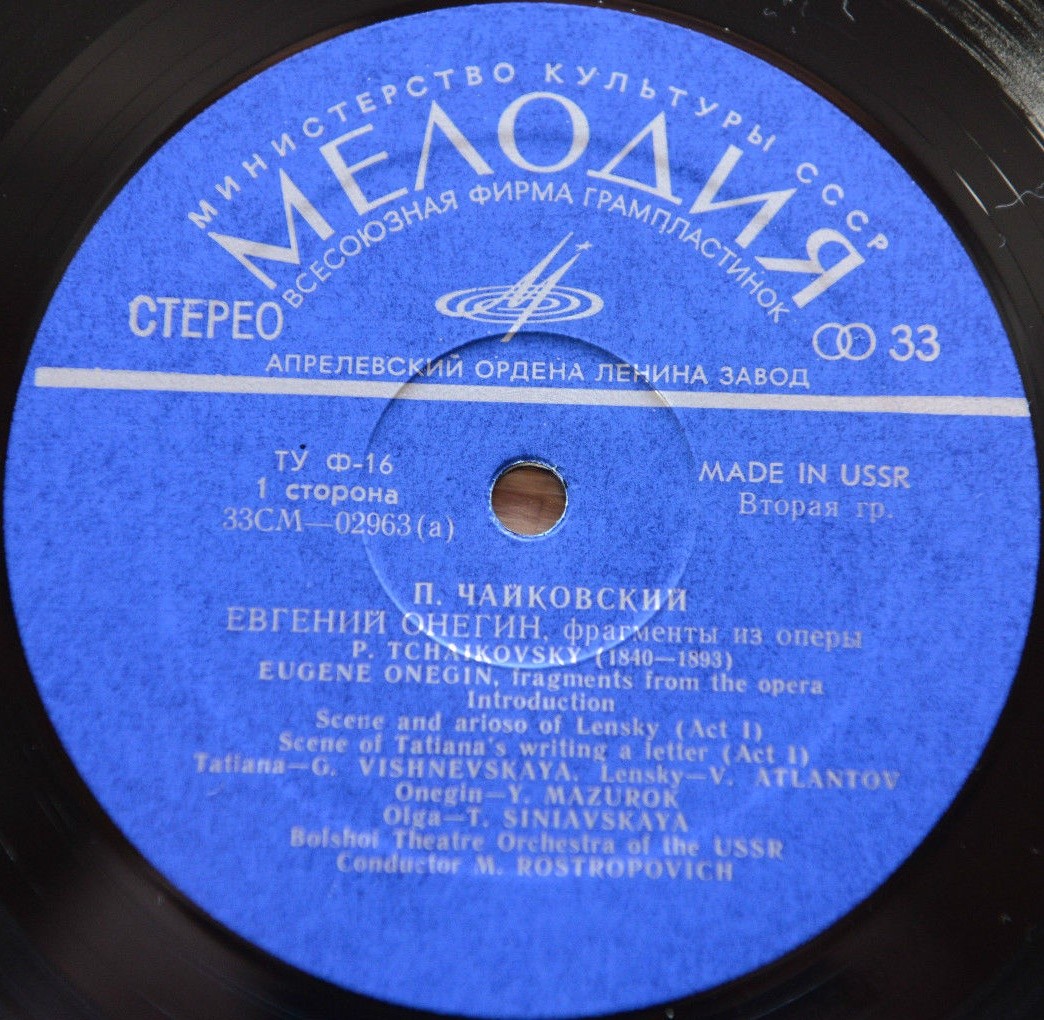 МИНИСТЕРСТВО КУЛЬТУРЫ СССР
МЕЛОДИЯ
ВСЕСОЮЗНАЯ ФИРМА ГРАМПЛАСТИНОК
СТЕРЕО
33
АПРЕЛЕВСКИЙ ОРДЕНА ЛЕНИНА ЗАВОД
ТУ Ф-16
1 сторона
33СМ—02963(а)
MADE IN USSR
Вторая гр.
П. ЧАЙКОВСКИЙ
ЕВГЕНИЙ ОНЕГИН, фрагменты из оперы
P. TCHAIKOVSKY (1840—1893)
EUGENE ONEGIN, fragments from the opera
Introduction
Scene and arioso of Lensky (Act I)
Scene of Tatiana's writing a letter (Act I)
Tatiana—G. VISHNEVSKAYA. Lensky—V. ATLANTOV
Onegin—Y. MAZUROK
Olga—T. SINIAVSKAYA
Bolshoi Theatre Orchestra of the USSR
Conductor M. ROSTROPOVICH